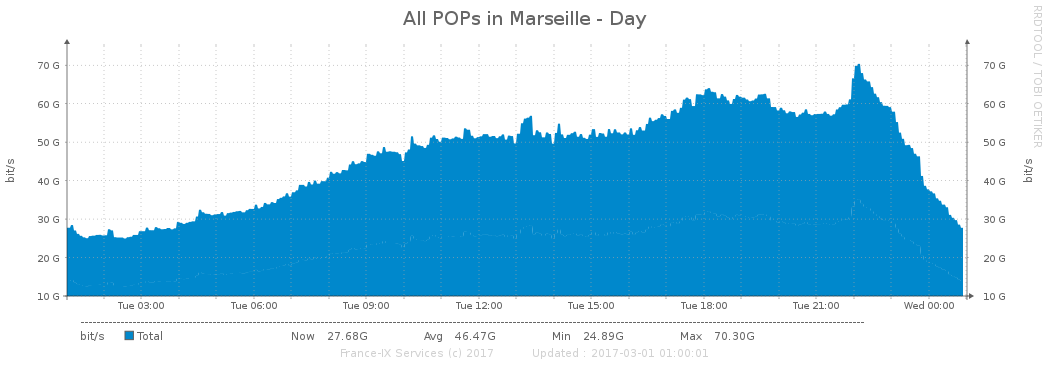 All POPs in Marseille - Day
RRDTOOL / TOBI OETIKER
bit/s
70 G 70 G
60 G 60 G
50 G 50 G
40 G 40 G
30 G 30 G
20 G 20 G
10 G 10 G
bit/s
Tue 03:00 Tue 06:00 Tue 09:00 Tue 12:00 Tue 15:00 Tue 18:00 Tue 21:00 Wed 00:00
bit/s Total Now 27.68G Avg 46.47G Min 24.89G Max 70.30G
France-IX Services (c) 2017 Updated : 2017-03-01 01:00:01